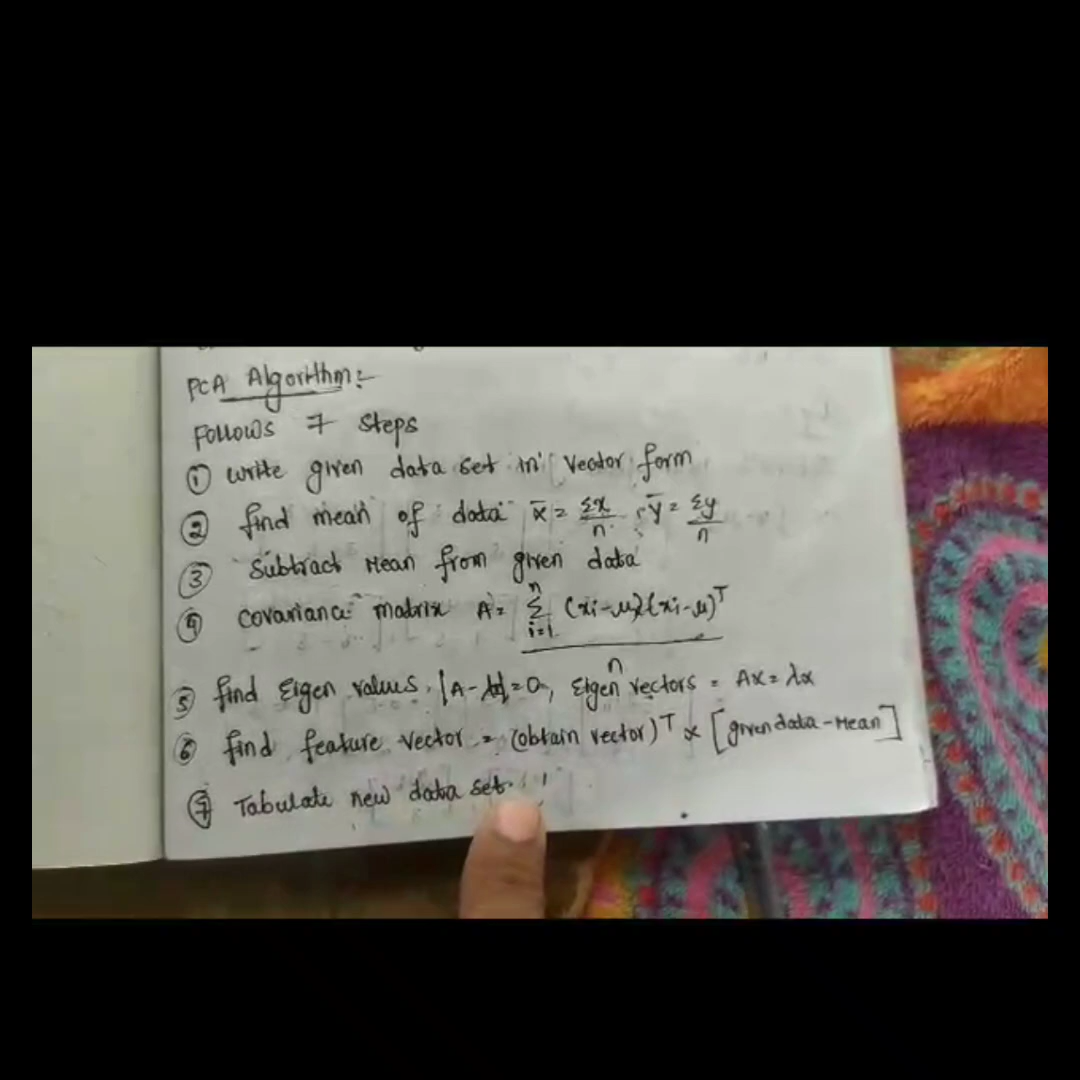 PCA Algorithm:-
Follows 7 steps
① write given data set in vector form
② find mean of data x̄ = Σx/n , ȳ = Σy/n
③ Subtract Mean from given data
④ covariance matrix A = Σ i=1 n (xi-μ)(xi-μ)ᵀ / n
⑤ find Eigen values. |A-λI|=0, Eigen vectors = Ax=λx
⑥ find feature vector = (obtain vector)ᵀ × [given data - Mean]
⑦ Tabulate new data set